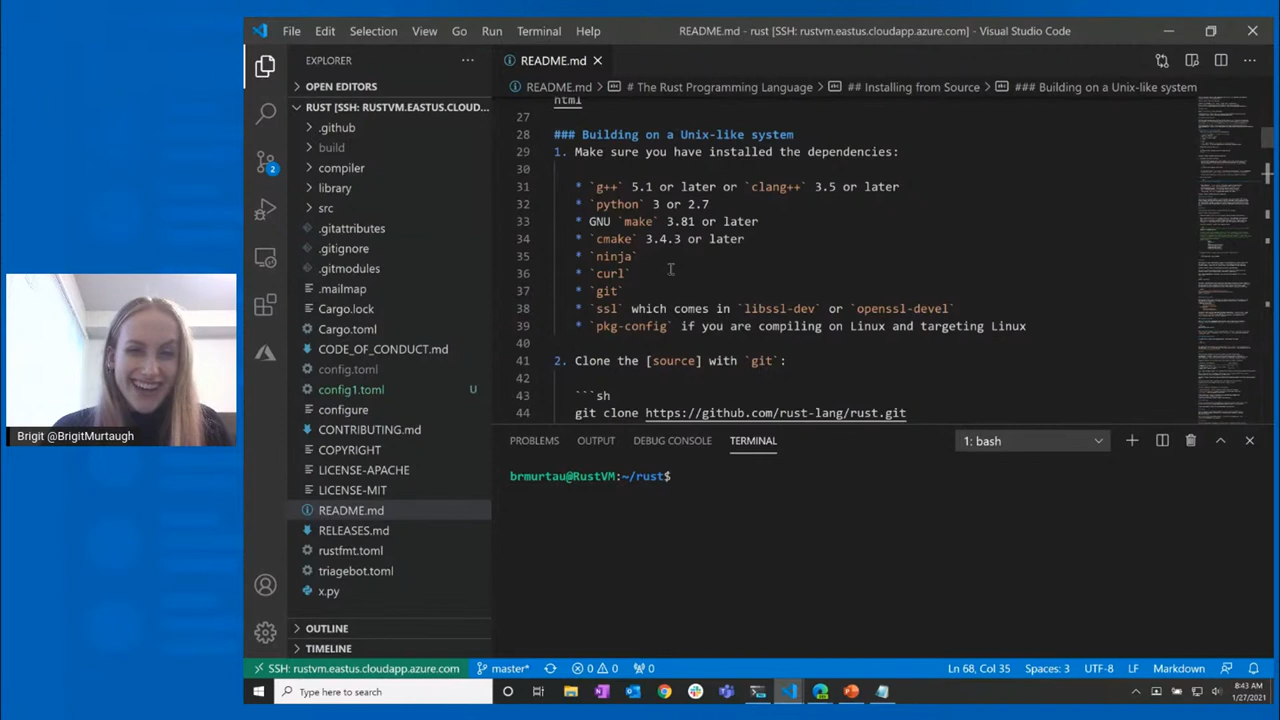 File Edit Selection View Go Run Terminal Help
README.md - rust [SSH: rustvm.eastus.cloudapp.azure.com] - Visual Studio Code
EXPLORER
OPEN EDITORS
RUST [SSH: RUSTVM.EASTUS.CLOUD...
.github
build
compiler
library
src
.gitattributes
.gitignore
.gitmodules
.mailmap
Cargo.lock
Cargo.toml
CODE_OF_CONDUCT.md
config.toml
config1.toml U
configure
CONTRIBUTING.md
COPYRIGHT
LICENSE-APACHE
LICENSE-MIT
README.md
RELEASES.md
rustfmt.toml
triagebot.toml
x.py
OUTLINE
TIMELINE
2
README.md
README.md # The Rust Programming Language ## Installing from Source ### Building on a Unix-like system
html
27
28 ### Building on a Unix-like system
29 1. Make sure you have installed the dependencies:
30
31 * `g++` 5.1 or later or `clang++` 3.5 or later
32 * `python` 3 or 2.7
33 * GNU `make` 3.81 or later
34 * `cmake` 3.4.3 or later
35 * `ninja`
36 * `curl`
37 * `git`
38 * `ssl` which comes in `libssl-dev` or `openssl-devel`
39 * `pkg-config` if you are compiling on Linux and targeting Linux
40
41 2. Clone the [source] with `git`:
42
43 ```sh
44 git clone https://github.com/rust-lang/rust.git
PROBLEMS OUTPUT DEBUG CONSOLE TERMINAL 1: bash
brmurtau@RustVM:~/rust$
Brigit @BrigitMurtaugh
SSH: rustvm.eastus.cloudapp.azure.com master* 0 0 0 Ln 68, Col 35 Spaces: 3 UTF-8 LF Markdown
Type here to search
8:43 AM
1/27/2021